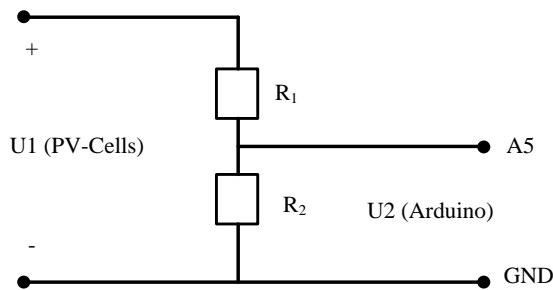 +
R₁
U1 (PV-Cells)
A5
R₂
U2 (Arduino)
-
GND